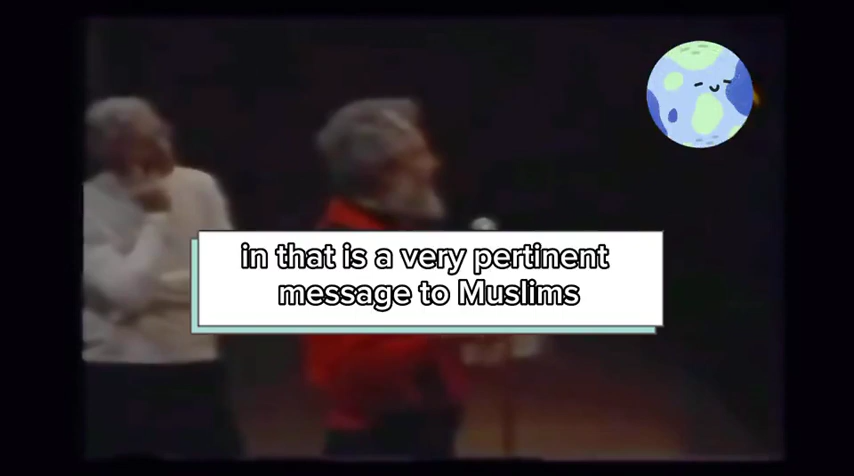 in that is a very pertinent
message to Muslims